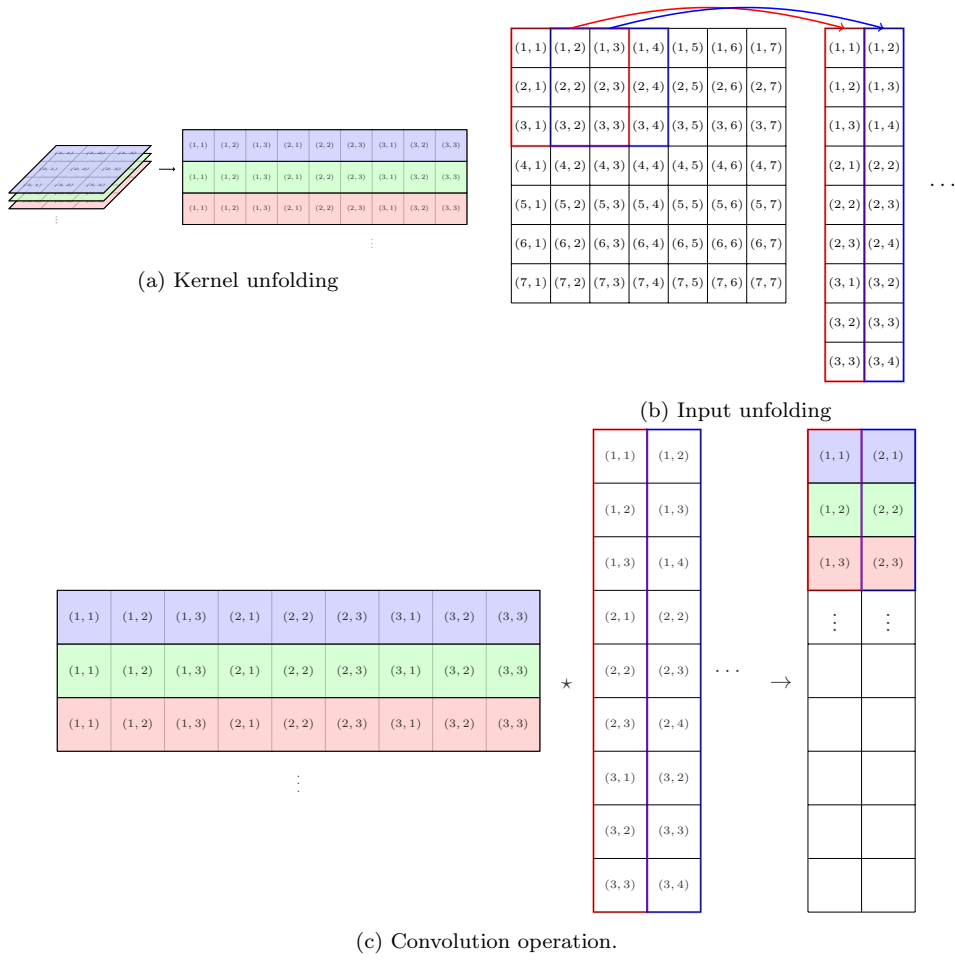 (1, 1) (1, 2) (1, 3) (2, 1) (2, 2) (2, 3) (3, 1) (3, 2) (3, 3)
(1, 1) (1, 2) (1, 3) (2, 1) (2, 2) (2, 3) (3, 1) (3, 2) (3, 3)
(1, 1) (1, 2) (1, 3) (2, 1) (2, 2) (2, 3) (3, 1) (3, 2) (3, 3)
⋮ ⋮
(a) Kernel unfolding
(1, 1) (1, 2) (1, 3) (1, 4) (1, 5) (1, 6) (1, 7)
(2, 1) (2, 2) (2, 3) (2, 4) (2, 5) (2, 6) (2, 7)
(3, 1) (3, 2) (3, 3) (3, 4) (3, 5) (3, 6) (3, 7)
(4, 1) (4, 2) (4, 3) (4, 4) (4, 5) (4, 6) (4, 7)
(5, 1) (5, 2) (5, 3) (5, 4) (5, 5) (5, 6) (5, 7)
(6, 1) (6, 2) (6, 3) (6, 4) (6, 5) (6, 6) (6, 7)
(7, 1) (7, 2) (7, 3) (7, 4) (7, 5) (7, 6) (7, 7)
(1, 1) (1, 2)
(1, 2) (1, 3)
(1, 3) (1, 4)
(2, 1) (2, 2)
(2, 2) (2, 3)
(2, 3) (2, 4)
(3, 1) (3, 2)
(3, 2) (3, 3)
(3, 3) (3, 4)
⋯
(b) Input unfolding
(1, 1) (1, 2) (1, 3) (2, 1) (2, 2) (2, 3) (3, 1) (3, 2) (3, 3)
(1, 1) (1, 2) (1, 3) (2, 1) (2, 2) (2, 3) (3, 1) (3, 2) (3, 3)
(1, 1) (1, 2) (1, 3) (2, 1) (2, 2) (2, 3) (3, 1) (3, 2) (3, 3)
⋮
⋆
(1, 1) (1, 2)
(1, 2) (1, 3)
(1, 3) (1, 4)
(2, 1) (2, 2)
(2, 2) (2, 3)
(2, 3) (2, 4)
(3, 1) (3, 2)
(3, 2) (3, 3)
(3, 3) (3, 4)
⋯
→
(1, 1) (2, 1)
(1, 2) (2, 2)
(1, 3) (2, 3)
⋮ ⋮
(c) Convolution operation.